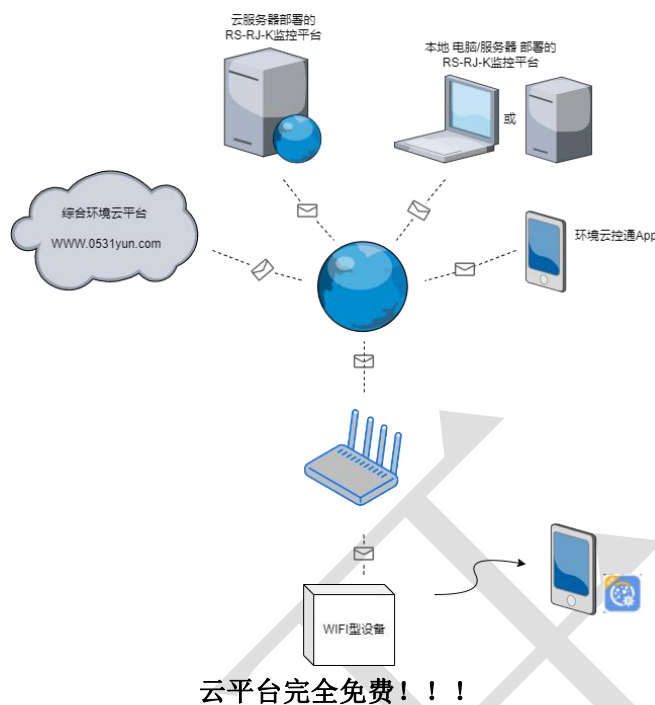 云服务器部署的
RS-RJ-K监控平台
本地 电脑/服务器 部署的
RS-RJ-K监控平台
或
综合环境云平台
WWW.0531yun.com
环境云控通App
WIFI型设备
云平台完全免费！！！